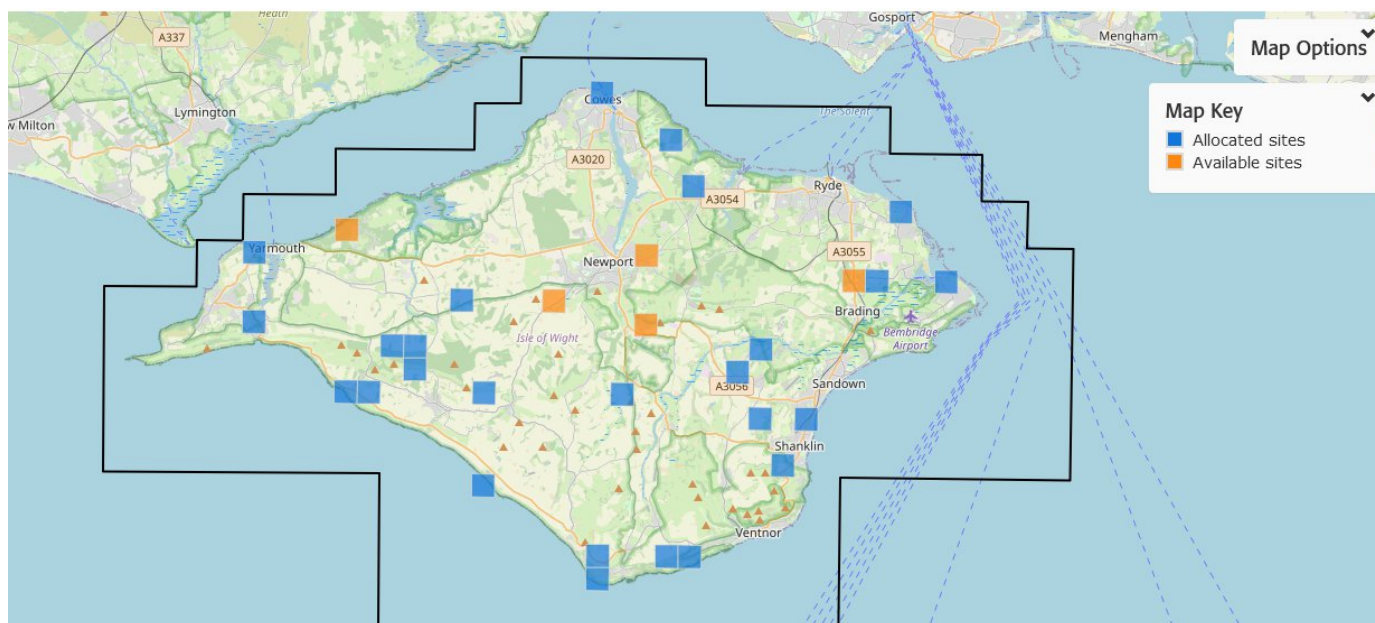 Heath
Gosport
A337
Mengham
Map Options
Lymington
w Milton
Cowes
The Solent
Map Key
Allocated sites
Available sites
A3020
Ryde
A3054
Yarmouth
Newport
A3055
Brading
Isle of Wight
Bembridge
Airport
A3056
Sandown
Shanklin
Ventnor